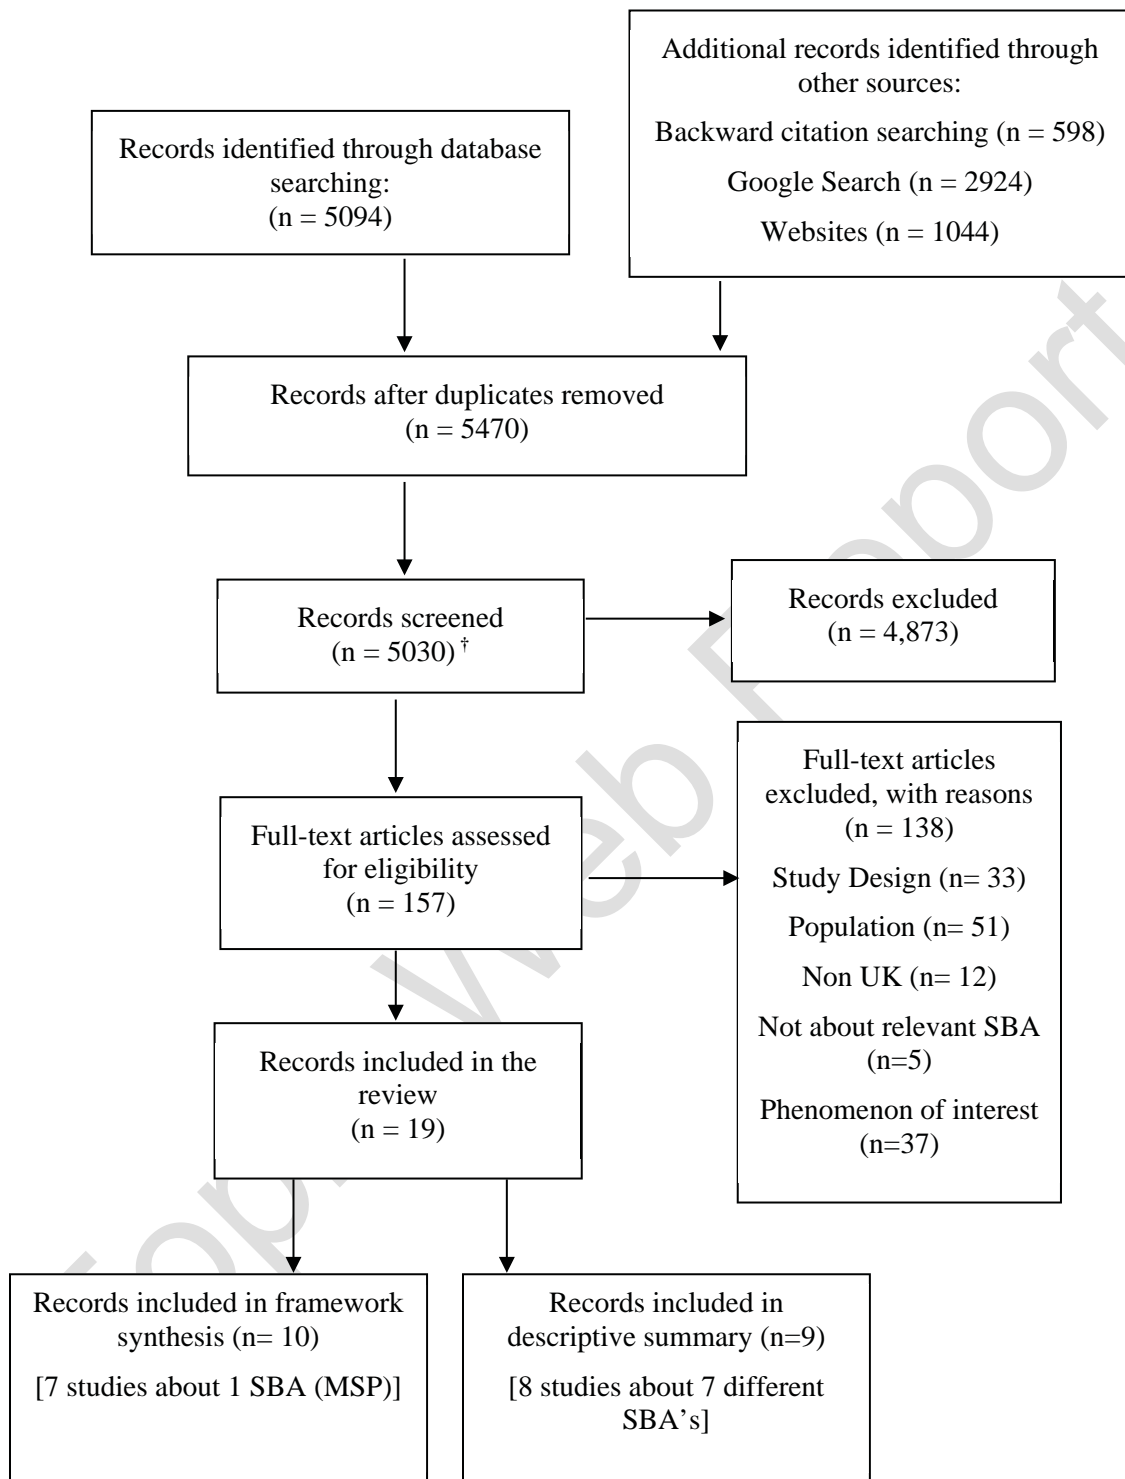 Records identified through database
searching:
(n = 5094)
Additional records identified through
other sources:
Backward citation searching (n = 598)
Google Search (n = 2924)
Websites (n = 1044)
Records after duplicates removed
(n = 5470)
Records screened
(n = 5030) †
Records excluded
(n = 4,873)
Full-text articles assessed
for eligibility
(n = 157)
Full-text articles
excluded, with reasons
(n = 138)
Study Design (n= 33)
Population (n= 51)
Non UK (n= 12)
Not about relevant SBA
(n=5)
Phenomenon of interest
(n=37)
Records included in the
review
(n = 19)
Records included in framework
synthesis (n= 10)
[7 studies about 1 SBA (MSP)]
Records included in
descriptive summary (n=9)
[8 studies about 7 different
SBA's]